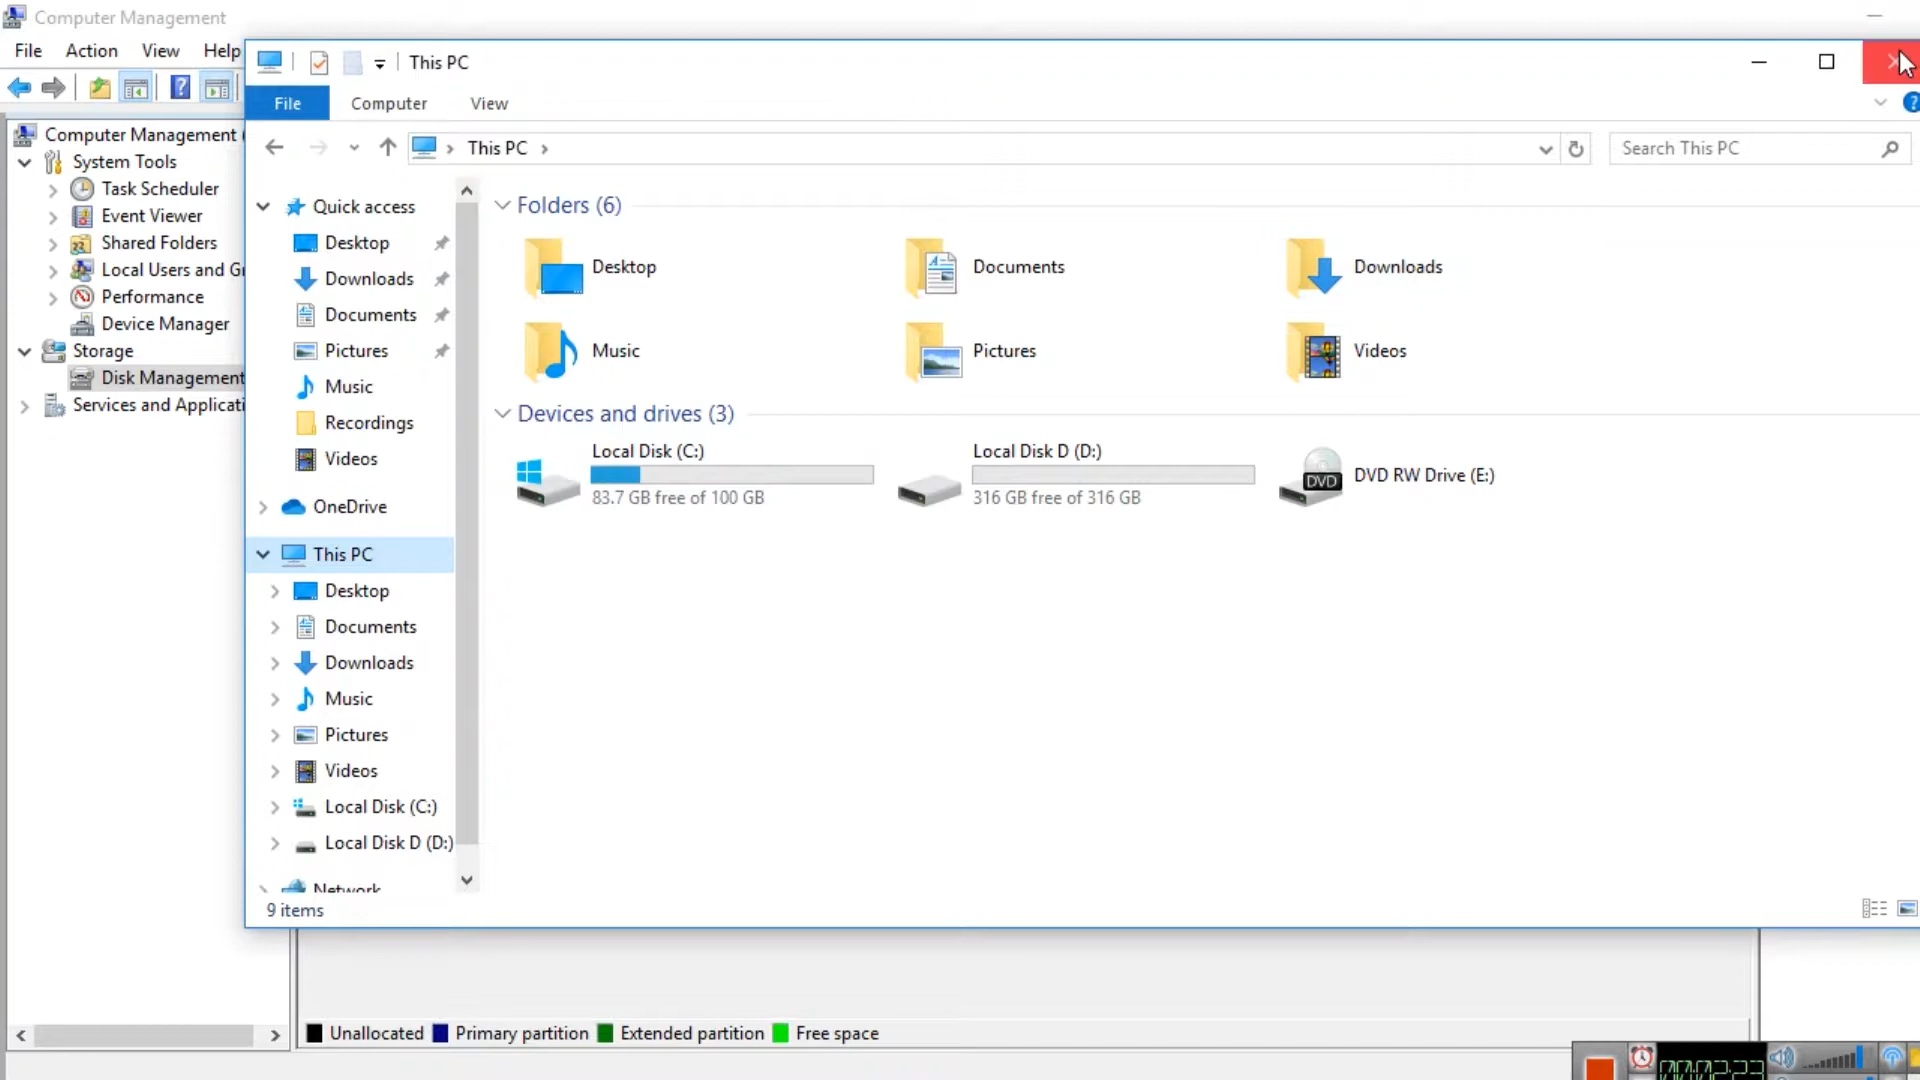 Computer Management
File Action View Help
This PC
File Computer View
This PC
Search This PC
Computer Management (
System Tools
Task Scheduler
Event Viewer
Shared Folders
Local Users and Gr
Performance
Device Manager
Storage
Disk Management
Services and Applicati
Quick access
Desktop
Downloads
Documents
Pictures
Music
Recordings
Videos
OneDrive
This PC
Desktop
Documents
Downloads
Music
Pictures
Videos
Local Disk (C:)
Local Disk D (D:)
Network
Folders (6)
Desktop
Documents
Downloads
Music
Pictures
Videos
Devices and drives (3)
Local Disk (C:)
83.7 GB free of 100 GB
Local Disk D (D:)
316 GB free of 316 GB
DVD
DVD RW Drive (E:)
9 items
Unallocated Primary partition Extended partition Free space